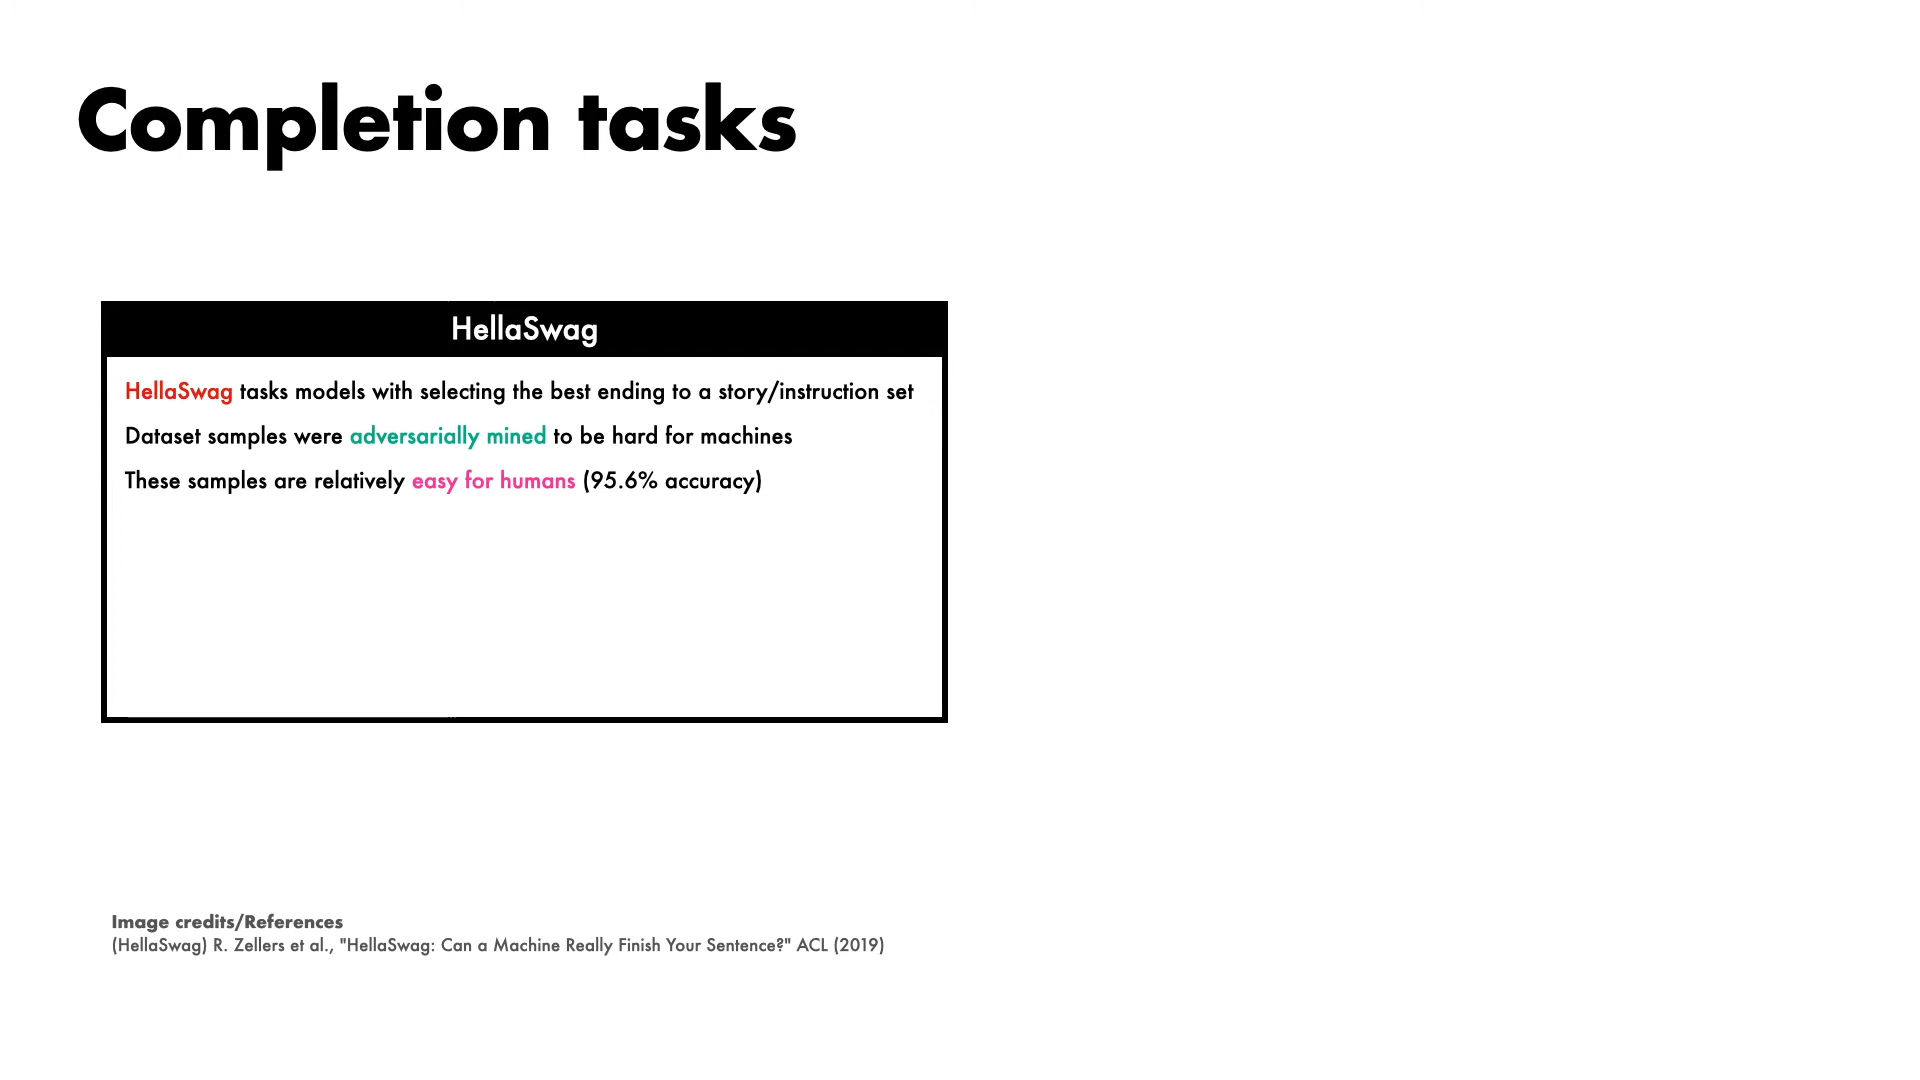 Completion tasks
HellaSwag
HellaSwag tasks models with selecting the best ending to a story/instruction set
Dataset samples were adversarially mined to be hard for machines
These samples are relatively easy for humans (95.6% accuracy)
Image credits/References
(HellaSwag) R. Zellers et al., "HellaSwag: Can a Machine Really Finish Your Sentence?" ACL (2019)